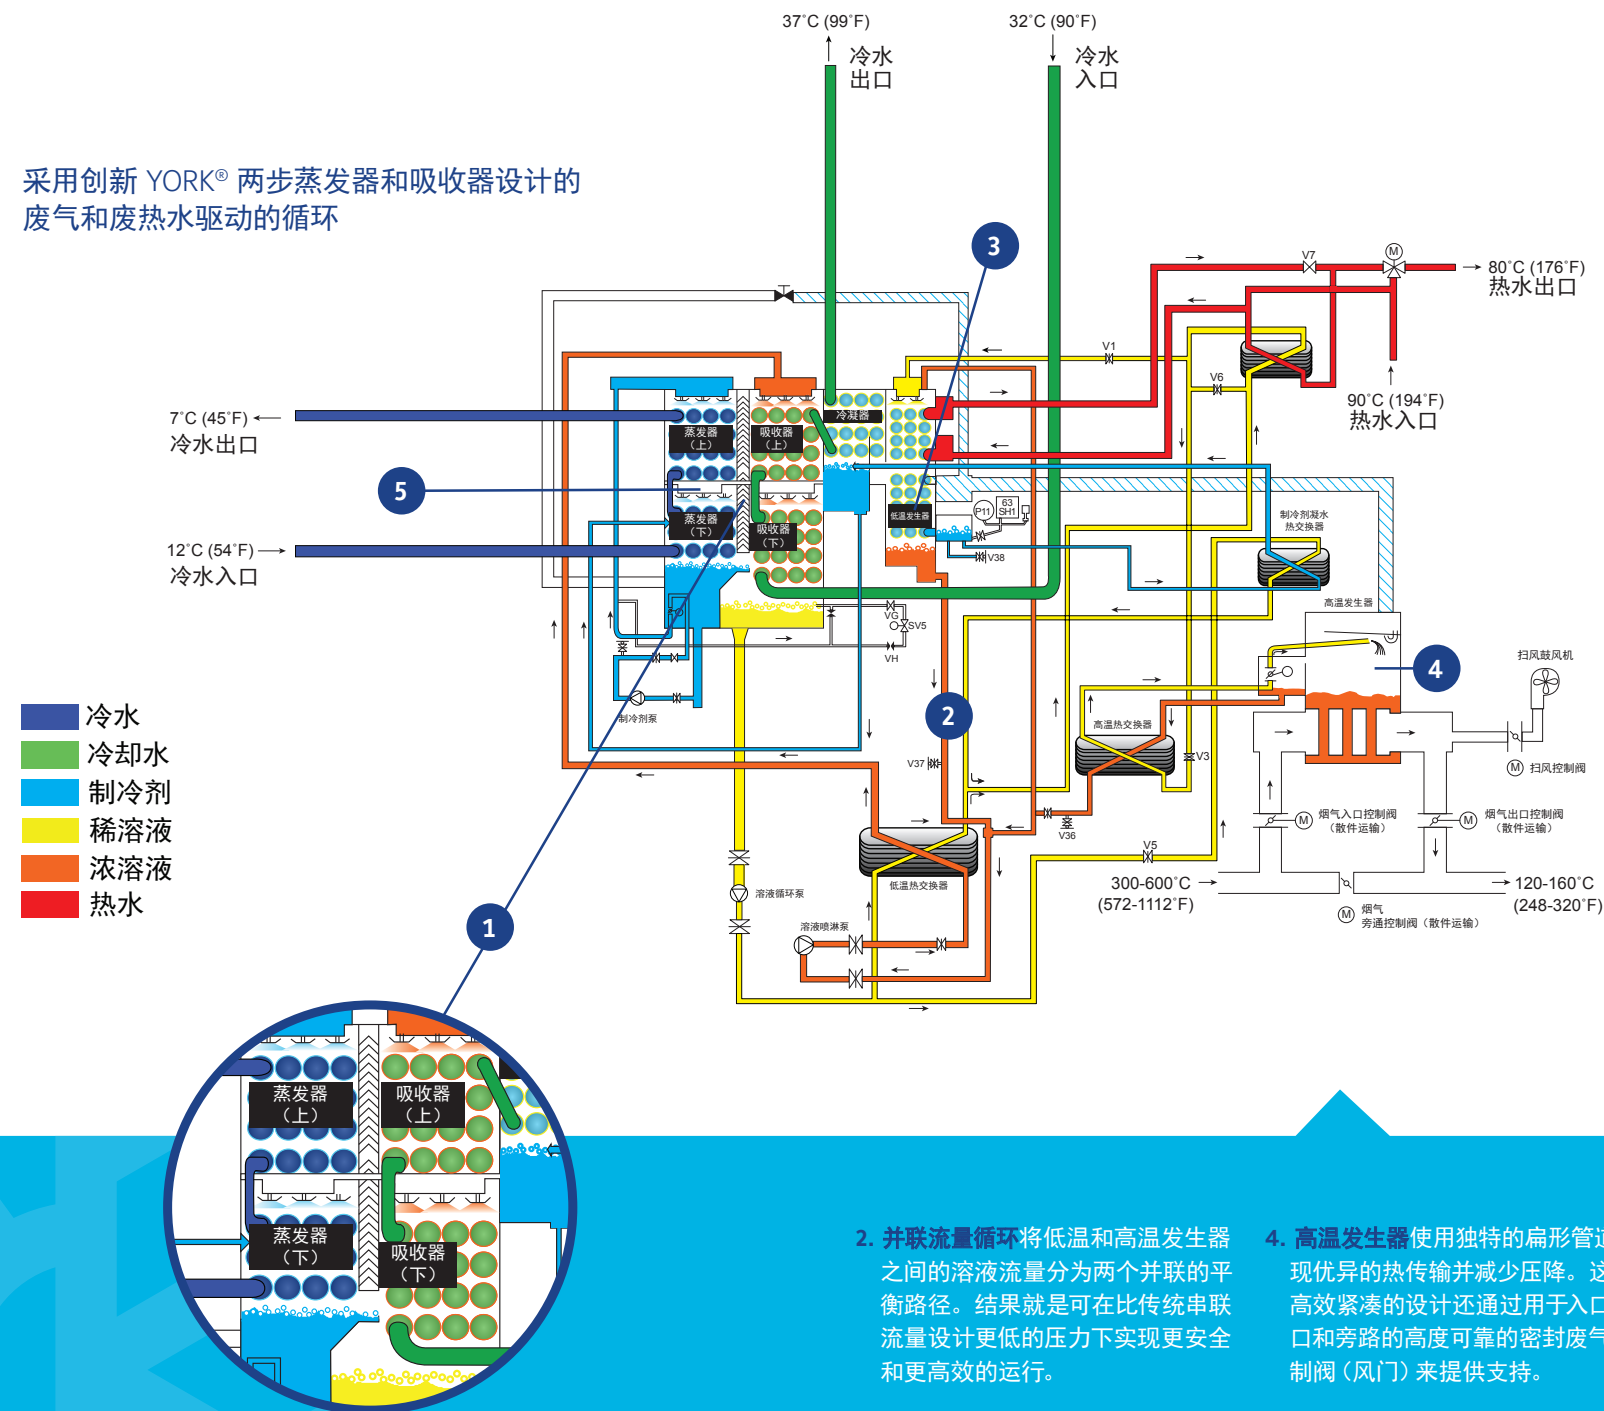 37°C (99°F)
冷水
出口
32°C (90°F)
冷水
入口
采用创新 YORK® 两步蒸发器和吸收器设计的
废气和废热水驱动的循环
3
V7
M
80°C (176°F)
热水出口
V1
V6
90°C (194°F)
热水入口
7°C (45°F)
冷水出口
蒸发器
（上）
吸收器
（上）
冷凝器
5
蒸发器
（下）
吸收器
（下）
低温发生器
P11
63
SH1
V38
制冷剂凝水
热交换器
12°C (54°F)
冷水入口
高温发生器
VG
SV5
VH
4
扫风鼓风机
制冷剂泵
2
高温热交换器
V3
V37
M 扫风控制阀
冷水
冷却水
制冷剂
稀溶液
浓溶液
热水
M
烟气入口控制阀
（散件运输）
M
烟气出口控制阀
（散件运输）
V36
V5
低温热交换器
溶液循环泵
300-600°C
(572-1112°F)
120-160°C
(248-320°F)
M
烟气
旁通控制阀（散件运输）
溶液喷淋泵
1
蒸发器
（上）
吸收器
（上）
蒸发器
（下）
吸收器
（下）
2. 并联流量循环将低温和高温发生器
之间的溶液流量分为两个并联的平
衡路径。结果就是可在比传统串联
流量设计更低的压力下实现更安全
和更高效的运行。
4. 高温发生器使用独特的扁形管道
现优异的热传输并减少压降。这
高效紧凑的设计还通过用于入口
口和旁路的高度可靠的密封废气
制阀（风门）来提供支持。